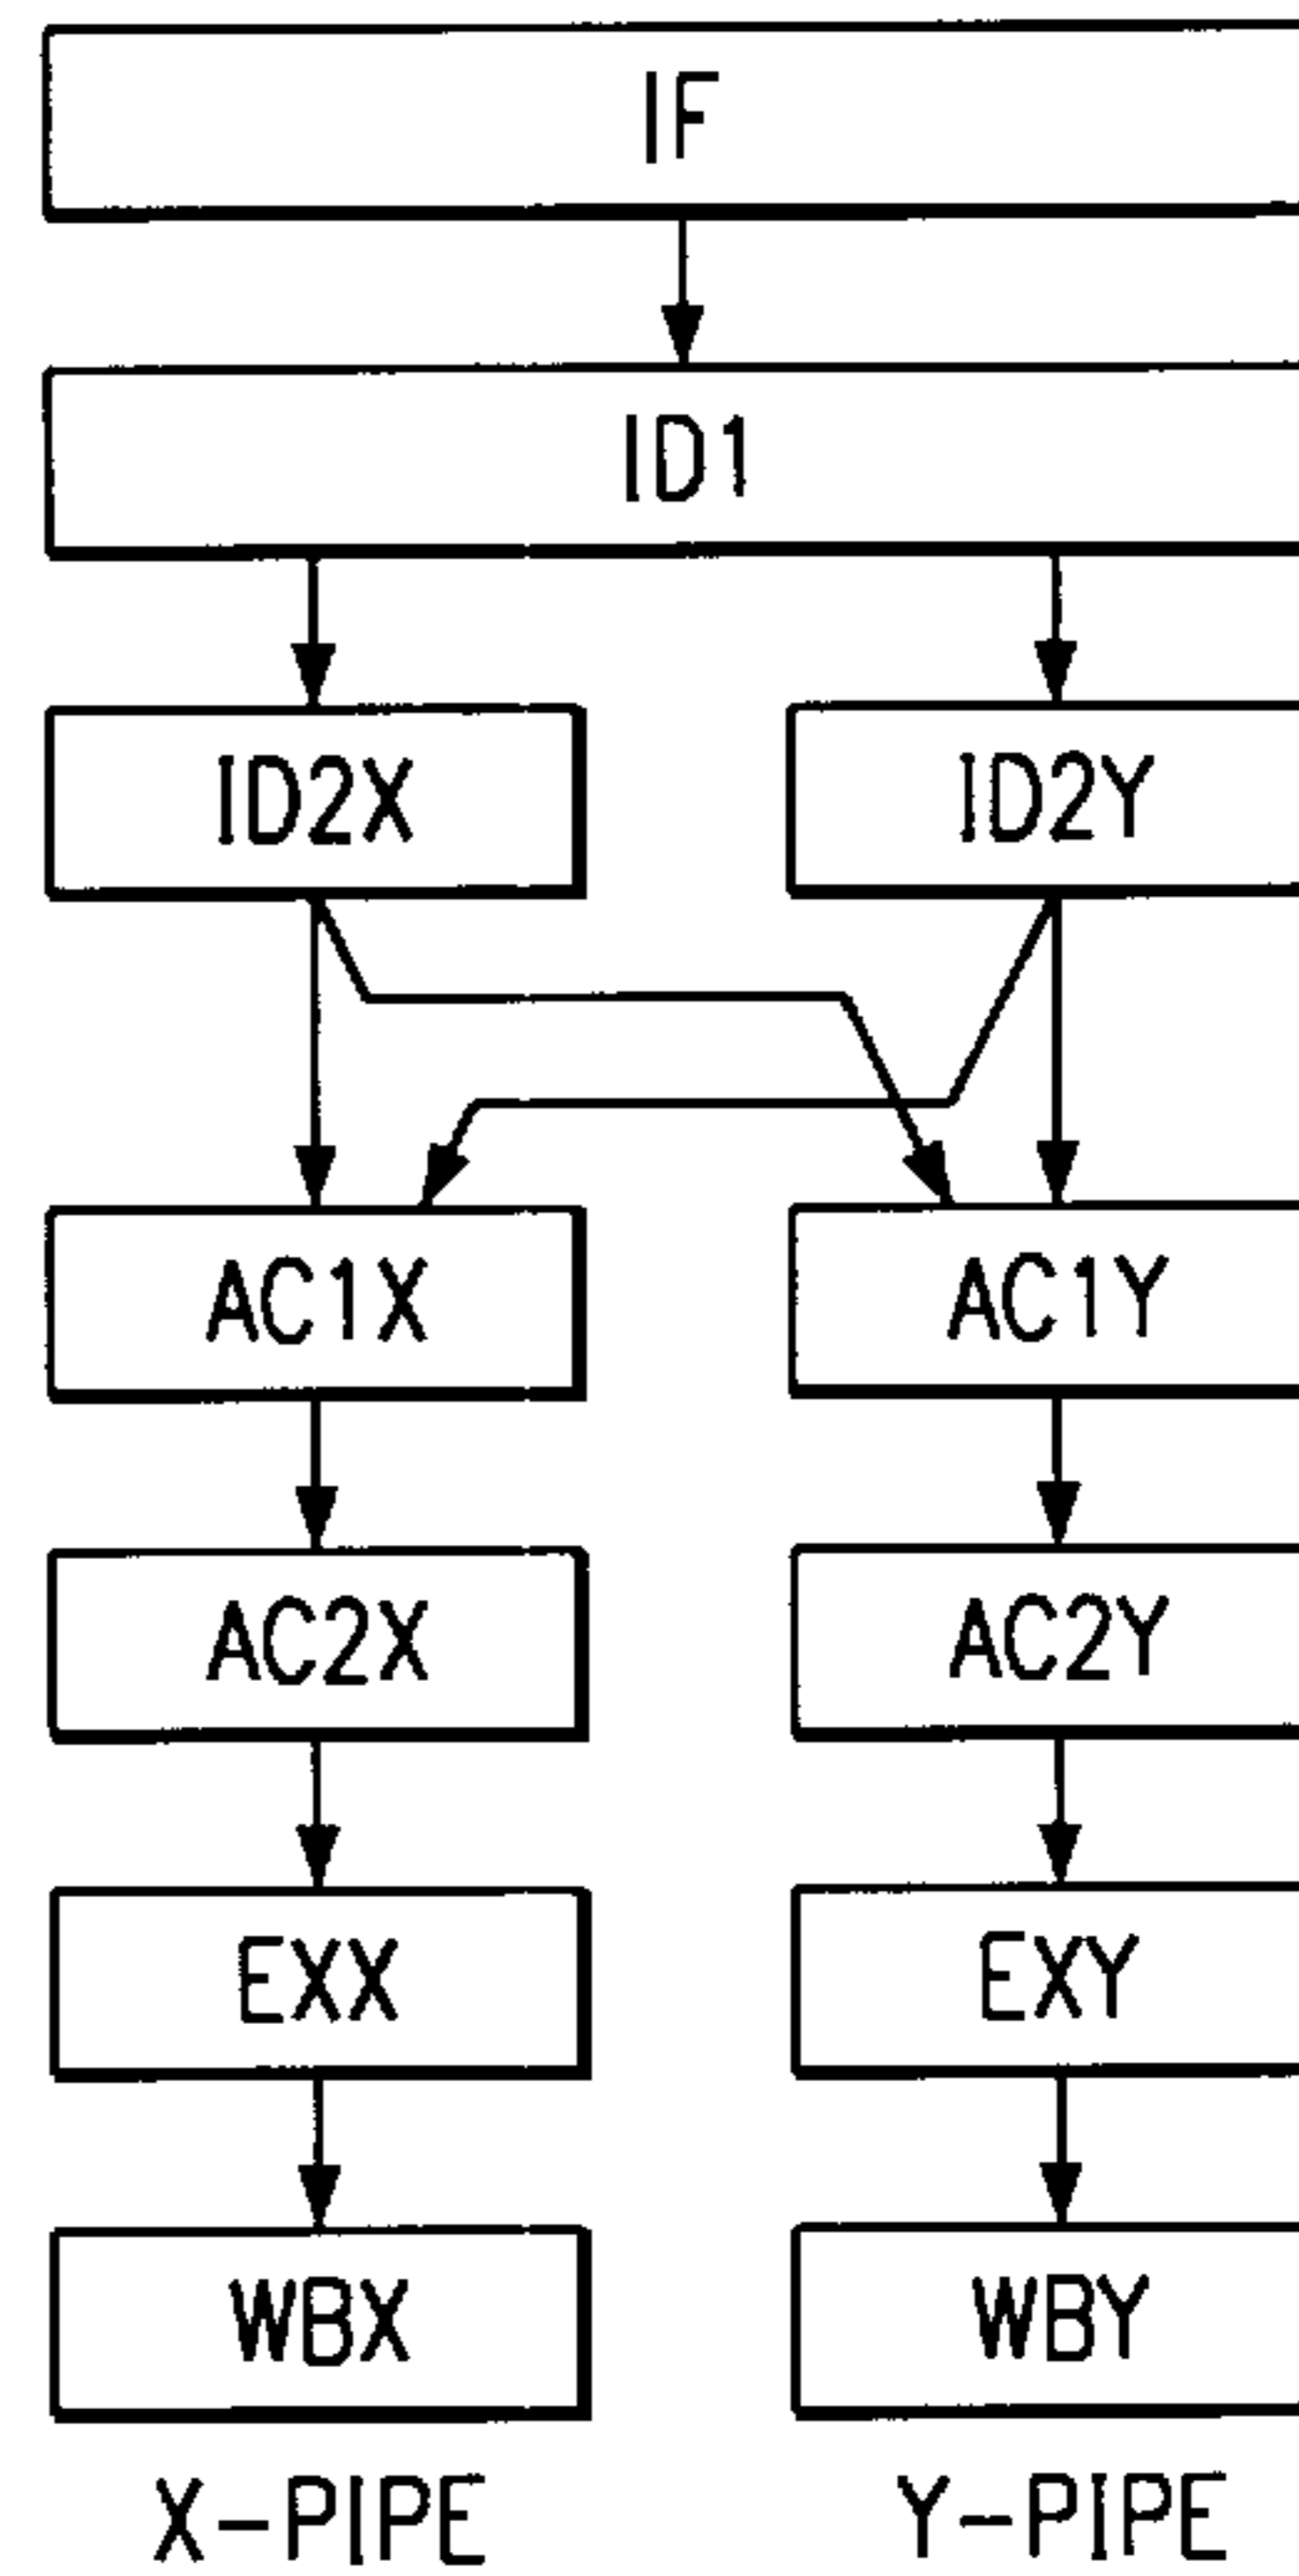 IF
ID1
ID2X
ID2Y
AC1X
AC1Y
AC2X
AC2Y
EXX
EXY
WBX
WBY
X-PIPE
Y-PIPE